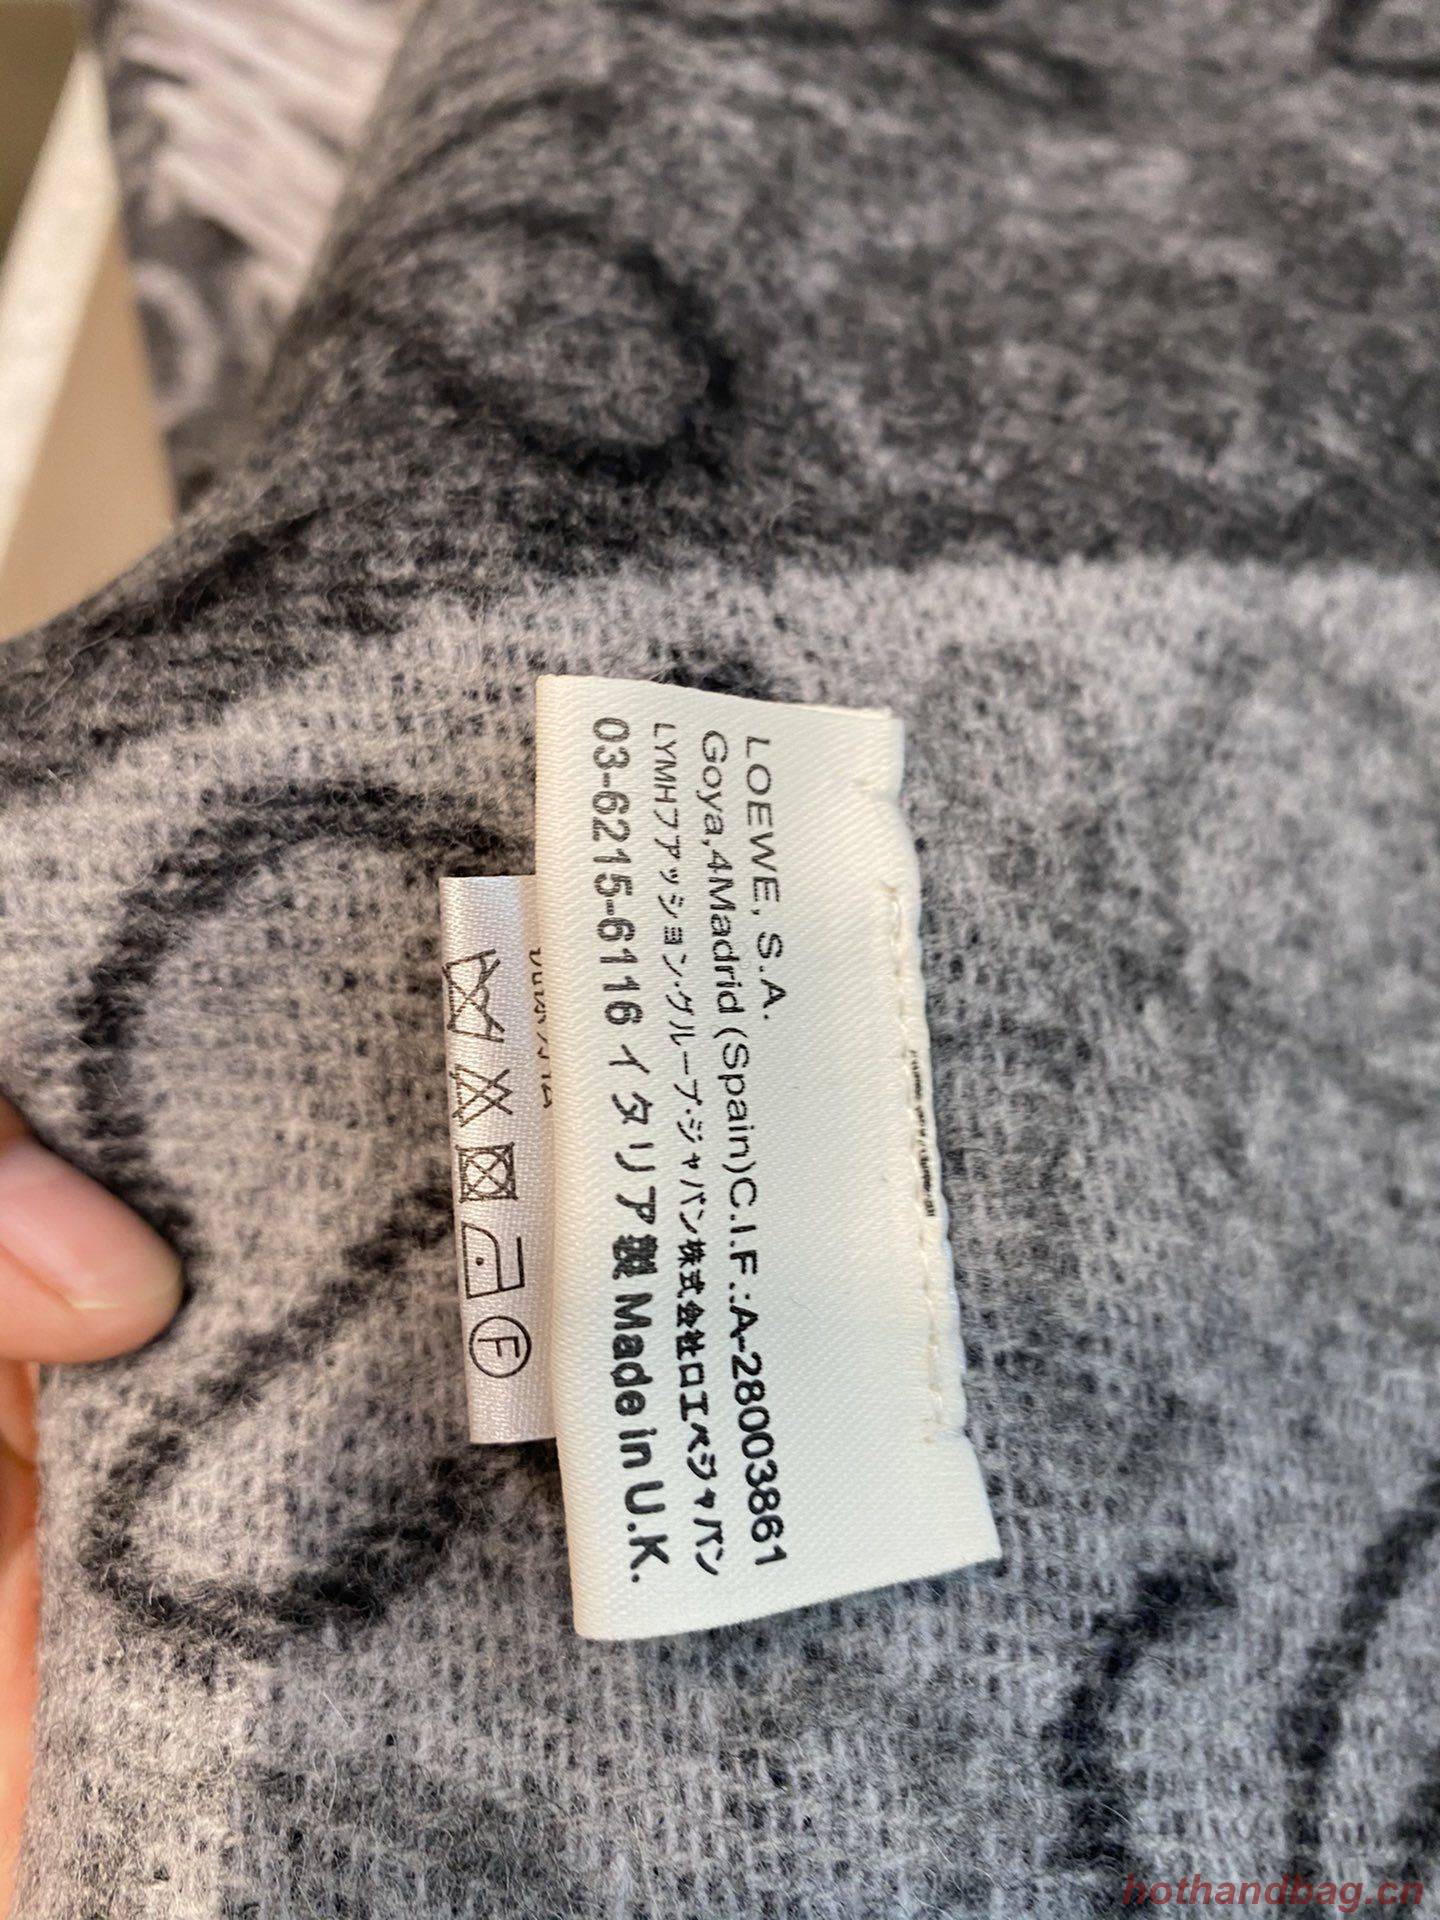 LOEWE, S.A.
Goya,4Madrid (Spain)C.I.F.:A-28003861
LYMHファッション・グループ・ジャパン株式会社ロエベジャパン
03-6215-6116 イタリア製 Made in U.K.
F
hothandbag.cn